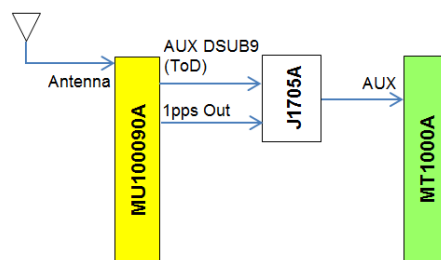 AUX DSUB9
(ToD)
Antenna
1pps Out
MU100090A
J1705A
AUX
MT1000A